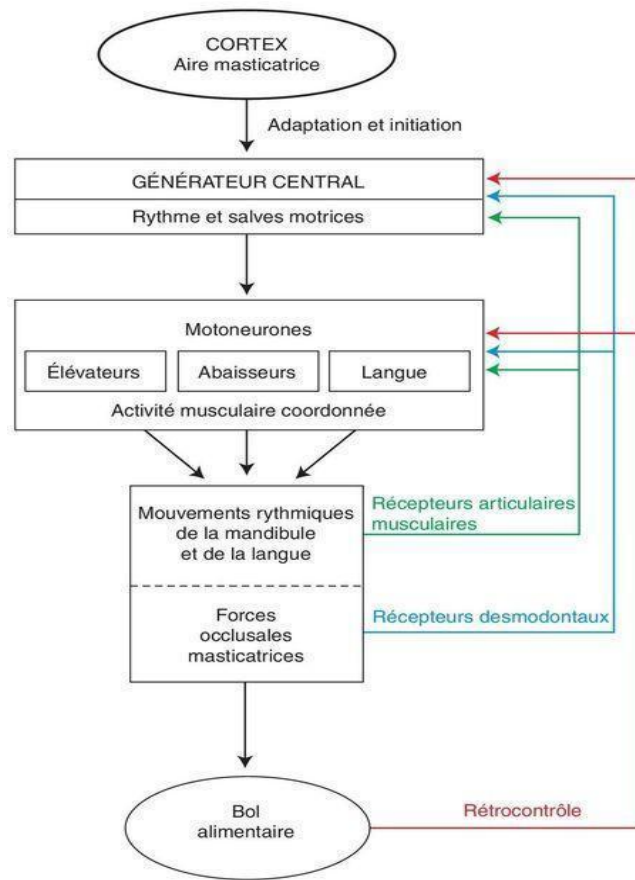 CORTEX
Aire masticatrice
Adaptation et initiation
GÉNÉRATEUR CENTRAL
Rythme et salves motrices
Motoneurones
Élévateurs
Abaisseurs
Langue
Activité musculaire coordonnée
Mouvements rythmiques
de la mandibule
et de la langue
Récepteurs articulaires
musculaires
Forces
occlusales
masticatrices
Récepteurs desmodontaux
Bol
alimentaire
Rétrocontrôle